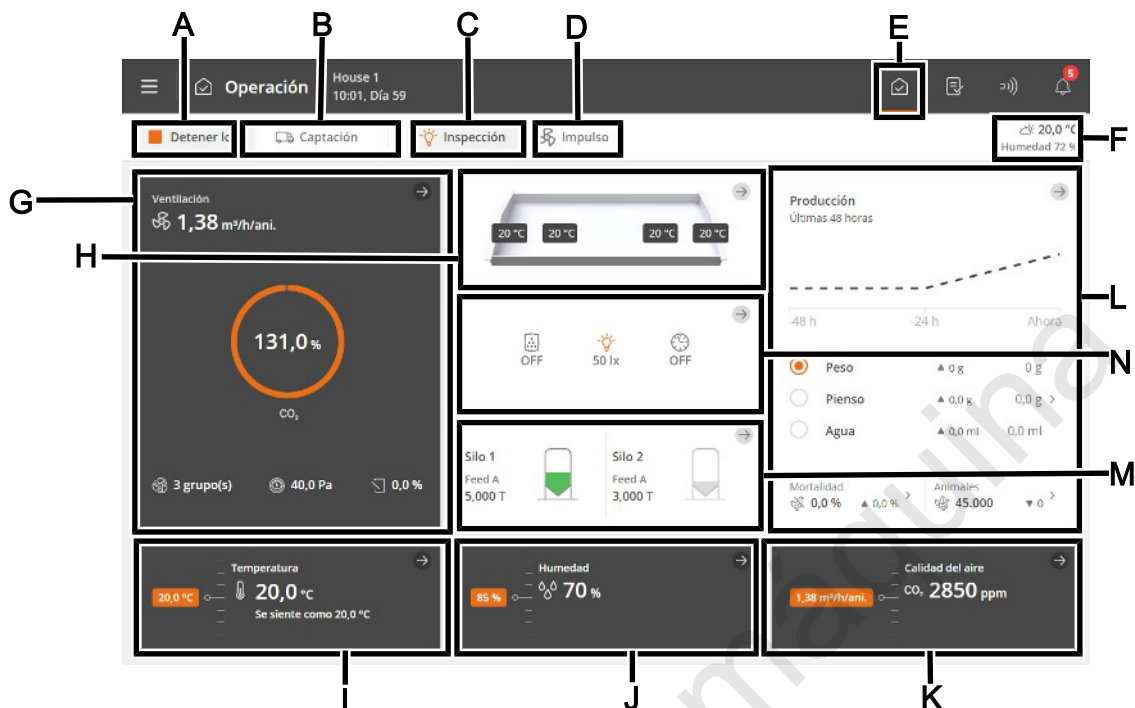 A
B
C
D
E
Operación
House 1
10:01, Día 59
5
Detener lo
Captación
Inspección
Impulso
20,0 °C
Humedad 72 %
F
G
Ventilación
1,38 m³/h/ani.
131,0 %
CO₂
3 grupo(s)
40,0 Pa
0,0 %
H
20 °C
20 °C
20 °C
20 °C
OFF
50 lx
OFF
N
Silo 1
Feed A
5,000 T
Silo 2
Feed A
3,000 T
M
Producción
Últimas 48 horas
-48 h
-24 h
Ahora
L
Peso ▲ 0 g 0 g
Pienso ▲ 0,0 g 0,0 g >
Agua ▲ 0,0 ml 0,0 ml
Mortalidad
0,0 % ▲ 0,0 % >
Animales
45.000 ▼ 0 >
Temperatura
20,0 °C
20,0 °C
Se siente como 20,0 °C
Humedad
85 %
70 %
Calidad del aire
1,38 m³/h/ani.
CO₂ 2850 ppm
I
J
K
máquina